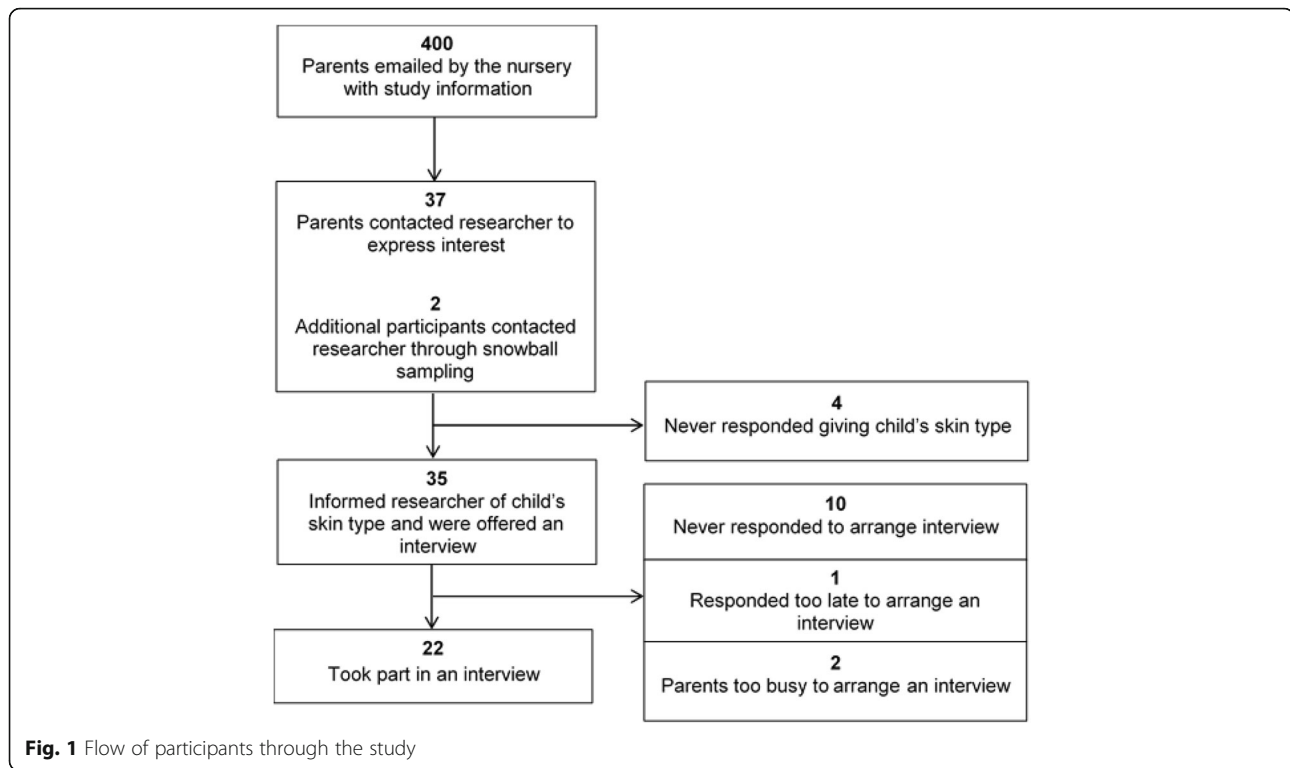 400
Parents emailed by the nursery
with study information
37
Parents contacted researcher to
express interest
2
Additional participants contacted
researcher through snowball
sampling
4
Never responded giving child's skin type
35
Informed researcher of child's
skin type and were offered an
interview
10
Never responded to arrange interview
1
Responded too late to arrange an
interview
2
Parents too busy to arrange an interview
22
Took part in an interview
Fig. 1 Flow of participants through the study